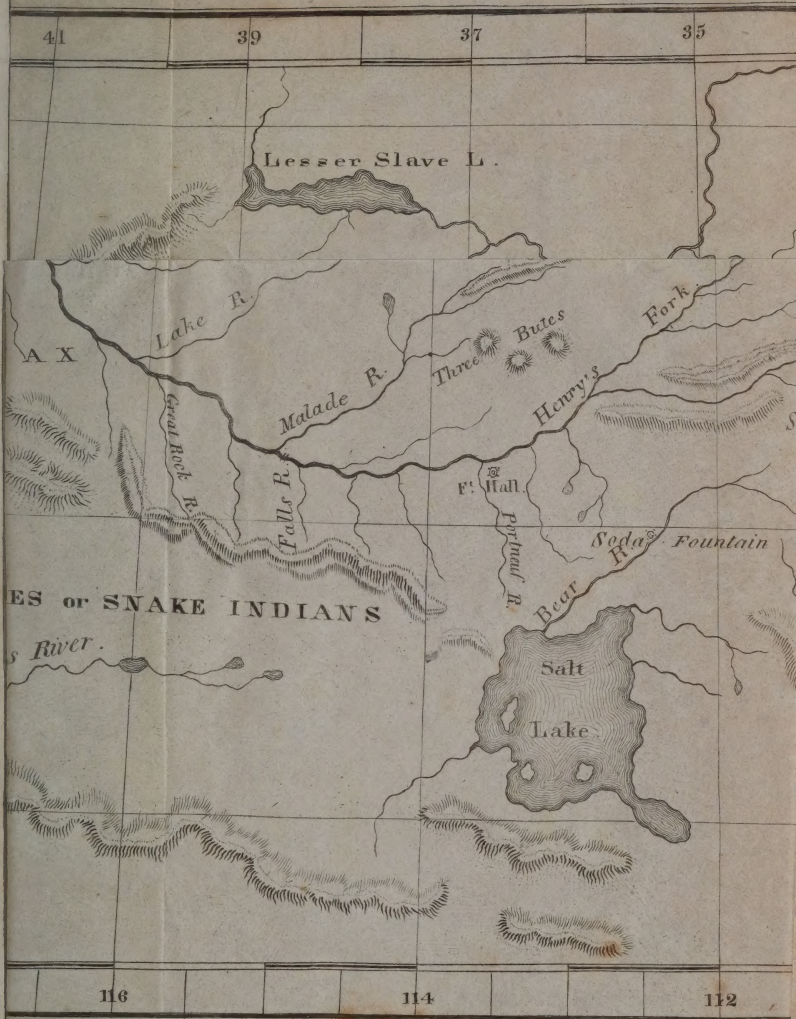 41 39 37 35
Lesser Slave L.
Lake R.
A X
Malade R.
Three Butes
Henry's Fork
Great Rock R.
Falls R.
Ft. Hall.
Portneuf R.
Soda Fountain
Bear R.
ES or SNAKE INDIANS
s River.
Salt
Lake
S
116 114 112